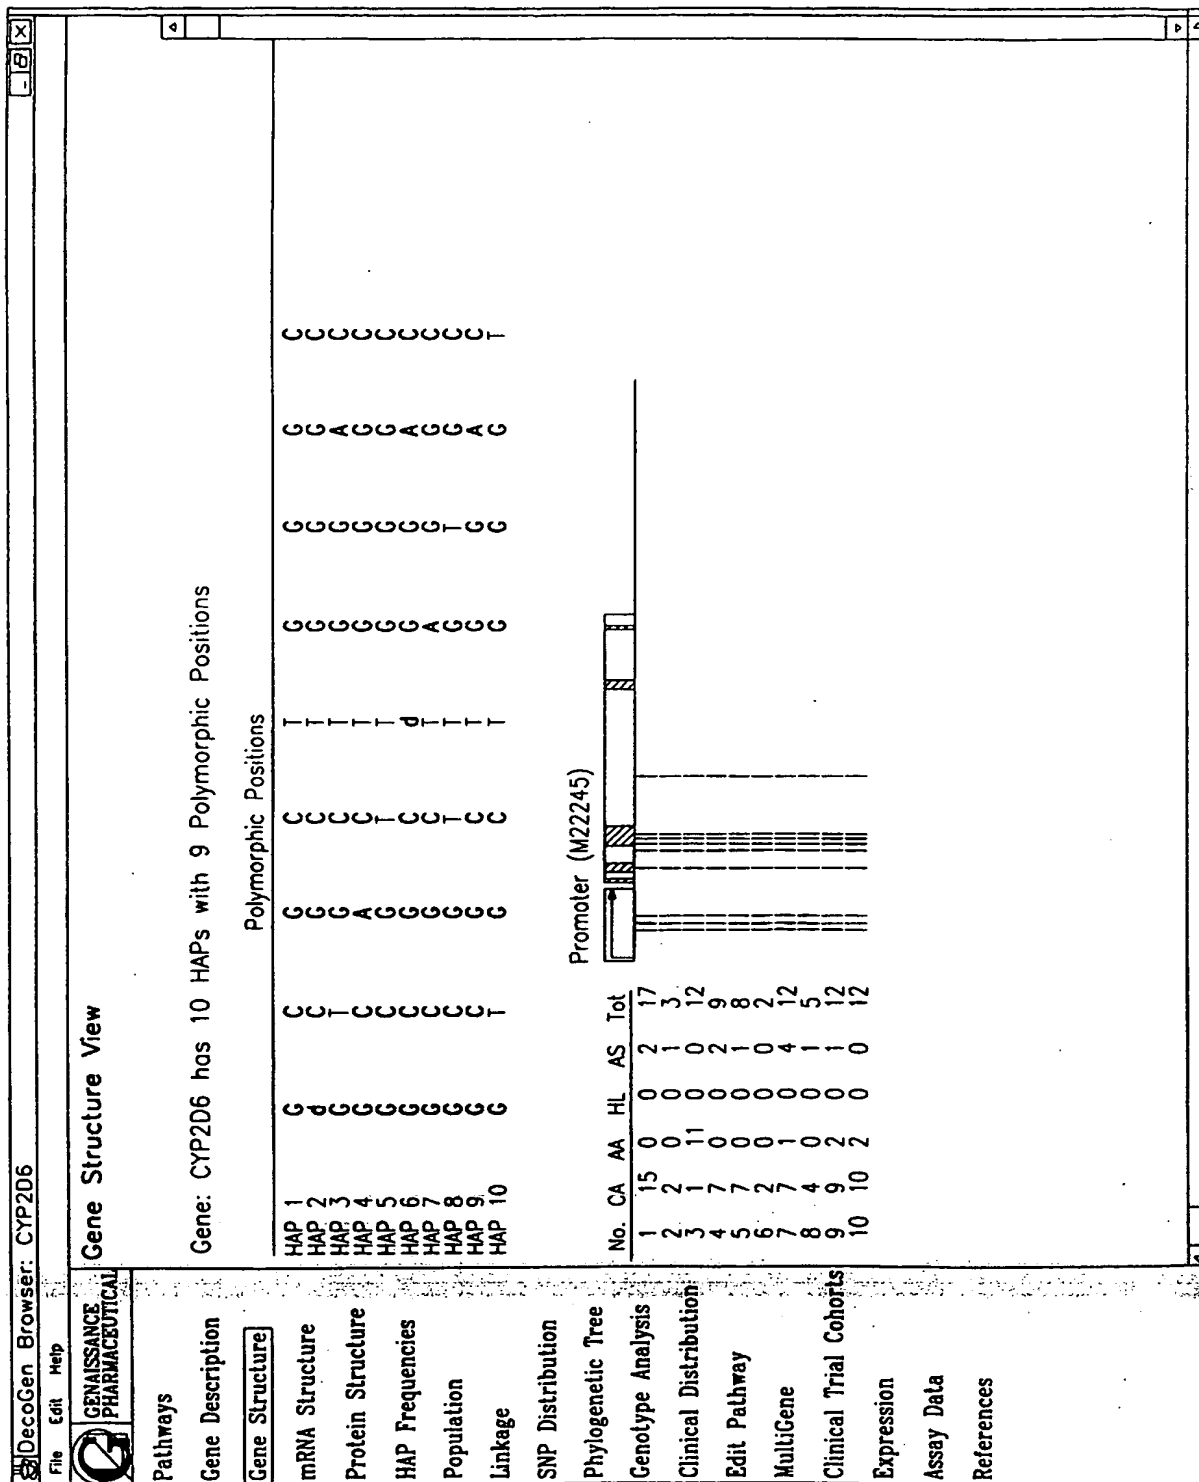 DecoGen Browser: CYP2D6
File Edit Help
GENAISSANCE
PHARMACEUTICAL
Pathways
Gene Description
Gene Structure
mRNA Structure
Protein Structure
HAP Frequencies
Population
Linkage
SNP Distribution
Phylogenetic Tree
Genotype Analysis
Clinical Distribution
Edit Pathway
MultiGene
Clinical Trial Cohorts
Expression
Assay Data
References
Gene Structure View
Gene: CYP2D6 has 10 HAPs with 9 Polymorphic Positions
Polymorphic Positions
HAP 1 G C G C T G G G C
HAP 2 d C G C T G G G C
HAP 3 G T G C T G G A C
HAP 4 G C A C T G G G C
HAP 5 G C G T T G G G C
HAP 6 G C G C d G G A C
HAP 7 G C G C T A G G C
HAP 8 G C G T T G T G C
HAP 9 G C G C T G G A C
HAP 10 G T G C T G G G T
Promoter (M22245)
No. CA AA HL AS Tot
1 15 0 0 2 17
2 2 0 0 1 3
3 1 11 0 0 12
4 7 0 0 2 9
5 7 0 0 1 8
6 2 0 0 0 2
7 7 1 0 4 12
8 4 0 0 1 5
9 9 2 0 1 12
10 10 2 0 0 12